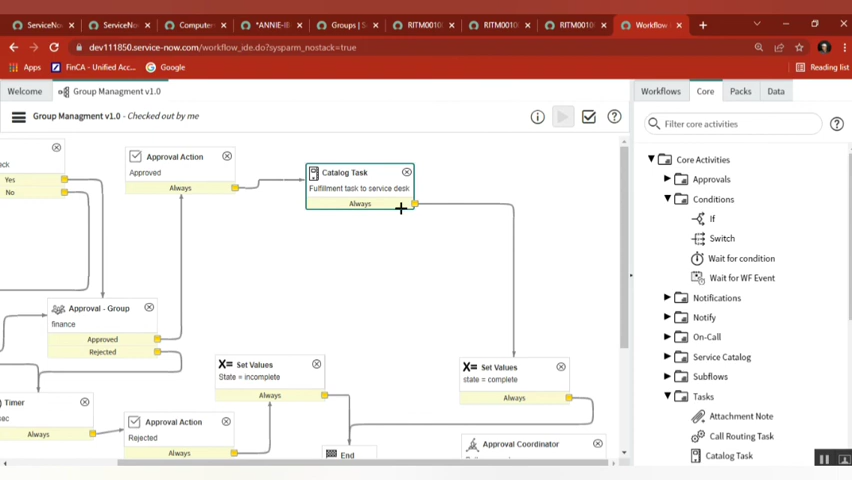 ServiceNo
ServiceNo
Computer
*ANNIE-IB
Groups | S
RITM0010
RITM0010
RITM0010
Workflow
dev111850.service-now.com/workflow_ide.do?sysparm_nostack=true
Apps
FinCA - Unified Acc...
Google
Reading list
Welcome
Group Managment v1.0
Workflows
Core
Packs
Data
Group Managment v1.0 - Checked out by me
Filter core activities
Yes
No
Approval Action
Approved
Always
Catalog Task
Fulfillment task to service desk
Always
Approval - Group
finance
Approved
Rejected
Set Values
State = incomplete
Always
Set Values
state = complete
Always
Timer
sec
Always
Approval Action
Rejected
Always
End
Approval Coordinator
Core Activities
Approvals
Conditions
If
Switch
Wait for condition
Wait for WF Event
Notifications
Notify
On-Call
Service Catalog
Subflows
Tasks
Attachment Note
Call Routing Task
Catalog Task